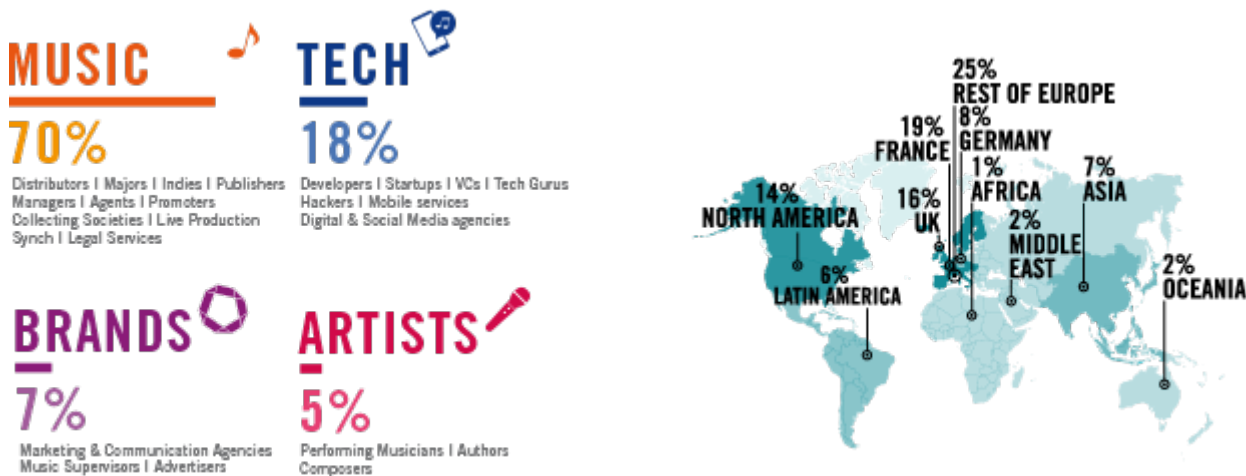 MUSIC
70%
Distributors I Majors I Indies I Publishers
Managers I Agents I Promoters
Collecting Societies I Live Production
Synch I Legal Services
TECH
18%
Developers I Startups I VCs I Tech Gurus
Hackers I Mobile services
Digital & Social Media agencies
BRANDS
7%
Marketing & Communication Agencies
Music Supervisors I Advertisers
ARTISTS
5%
Performing Musicians I Authors
Composers
25%
REST OF EUROPE
19%
FRANCE
8%
GERMANY
1%
AFRICA
7%
ASIA
14%
NORTH AMERICA
16%
UK
2%
MIDDLE
EAST
6%
LATIN AMERICA
2%
OCEANIA